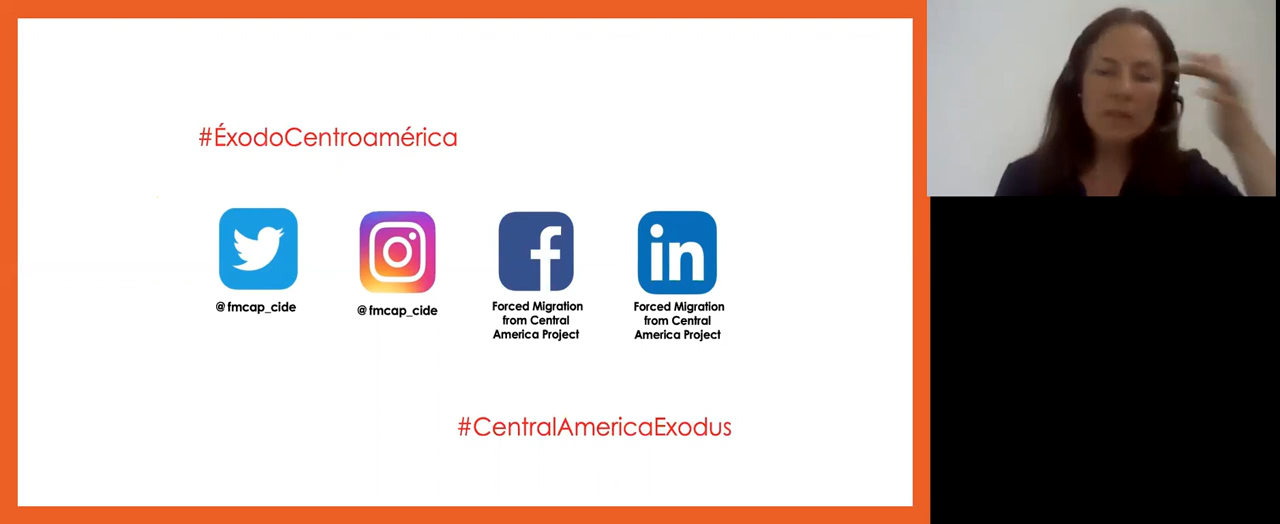 #ÉxodoCentroamérica
@fmcap_cide
@fmcap_cide
Forced Migration
from Central
America Project
Forced Migration
from Central
America Project
#CentralAmericaExodus